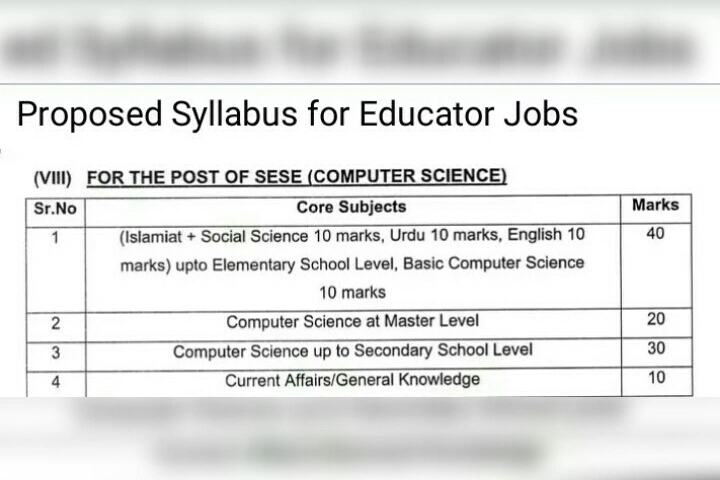 Proposed Syllabus for Educator Jobs
(VIII) FOR THE POST OF SESE (COMPUTER SCIENCE)
Sr.No Core Subjects Marks
1 (Islamiat + Social Science 10 marks, Urdu 10 marks, English 10 40
marks) upto Elementary School Level, Basic Computer Science
10 marks
2 Computer Science at Master Level 20
3 Computer Science up to Secondary School Level 30
4 Current Affairs/General Knowledge 10